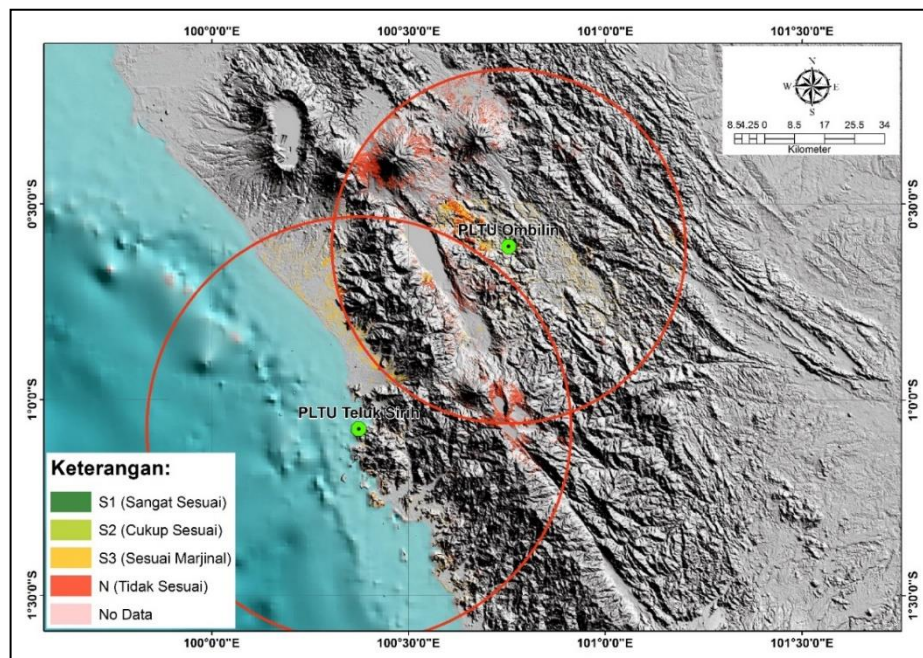 100°0'0"E 100°30'0"E 101°0'0"E 101°30'0"E
N
W E
S
8.54.25 0 8.5 17 25.5 34
Kilometer
0°30'0"S 0°30'0"S
PLTU Ombilin
1°0'0"S 1°0'0"S
PLTU Teluk Sirih
Keterangan:
S1 (Sangat Sesuai)
S2 (Cukup Sesuai)
S3 (Sesuai Marjinal)
N (Tidak Sesuai)
No Data
1°30'0"S 1°30'0"S
100°0'0"E 100°30'0"E 101°0'0"E 101°30'0"E